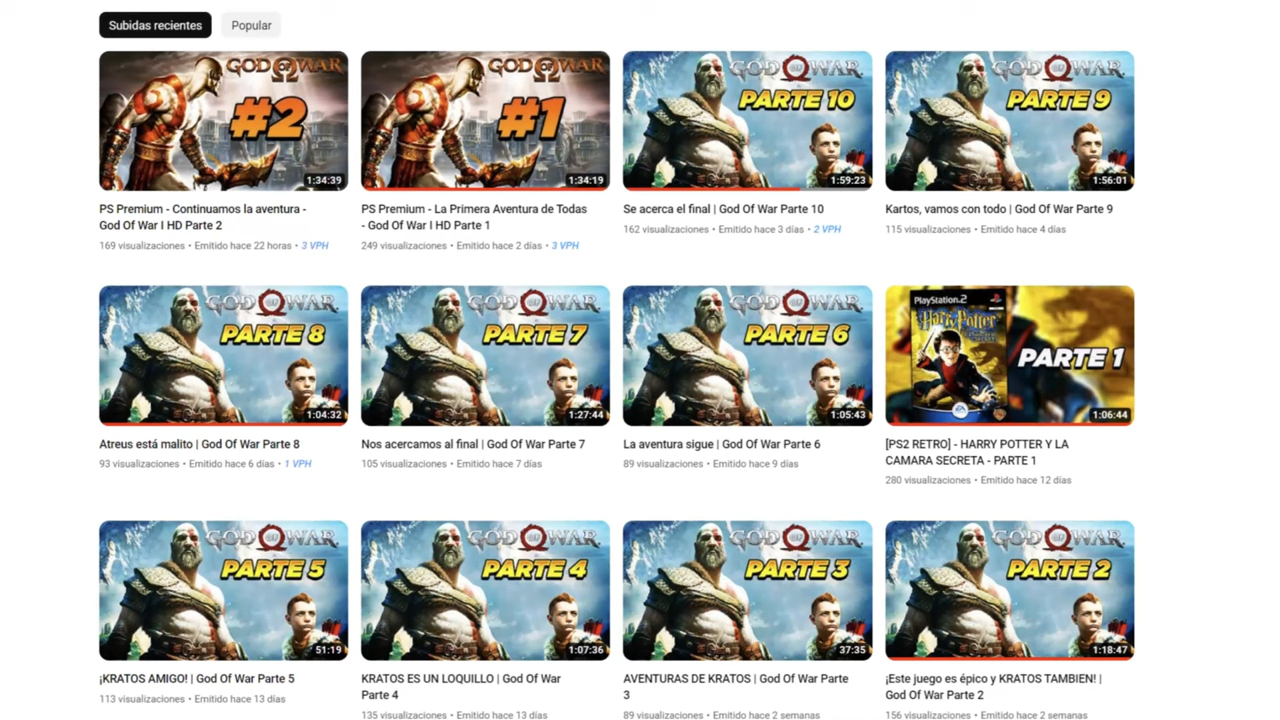 Subidas recientes
Popular
GOD OF WAR
#2
1:34:39
GOD OF WAR
#1
1:34:19
GOD OF WAR
PARTE 10
1:59:23
GOD OF WAR
PARTE 9
1:56:01
PS Premium - Continuamos la aventura -
God Of War I HD Parte 2
169 visualizaciones • Emitido hace 22 horas • 3 VPH
PS Premium - La Primera Aventura de Todas
- God Of War I HD Parte 1
249 visualizaciones • Emitido hace 2 días • 3 VPH
Se acerca el final | God Of War Parte 10
162 visualizaciones • Emitido hace 3 días • 2 VPH
Kartos, vamos con todo | God Of War Parte 9
115 visualizaciones • Emitido hace 4 días
GOD OF WAR
PARTE 8
1:04:32
GOD OF WAR
PARTE 7
1:27:44
GOD OF WAR
PARTE 6
1:05:43
PlayStation 2
Harry Potter
EA
PARTE 1
1:06:44
Atreus está malito | God Of War Parte 8
93 visualizaciones • Emitido hace 6 días • 1 VPH
Nos acercamos al final | God Of War Parte 7
105 visualizaciones • Emitido hace 7 días
La aventura sigue | God Of War Parte 6
89 visualizaciones • Emitido hace 9 días
[PS2 RETRO] - HARRY POTTER Y LA
CAMARA SECRETA - PARTE 1
280 visualizaciones • Emitido hace 12 días
GOD OF WAR
PARTE 5
51:19
GOD OF WAR
PARTE 4
1:07:36
GOD OF WAR
PARTE 3
37:35
GOD OF WAR
PARTE 2
1:18:47
¡KRATOS AMIGO! | God Of War Parte 5
113 visualizaciones • Emitido hace 13 días
KRATOS ES UN LOQUILLO | God Of War
Parte 4
135 visualizaciones • Emitido hace 13 días
AVENTURAS DE KRATOS | God Of War Parte
3
89 visualizaciones • Emitido hace 2 semanas
¡Este juego es épico y KRATOS TAMBIEN! |
God Of War Parte 2
156 visualizaciones • Emitido hace 2 semanas